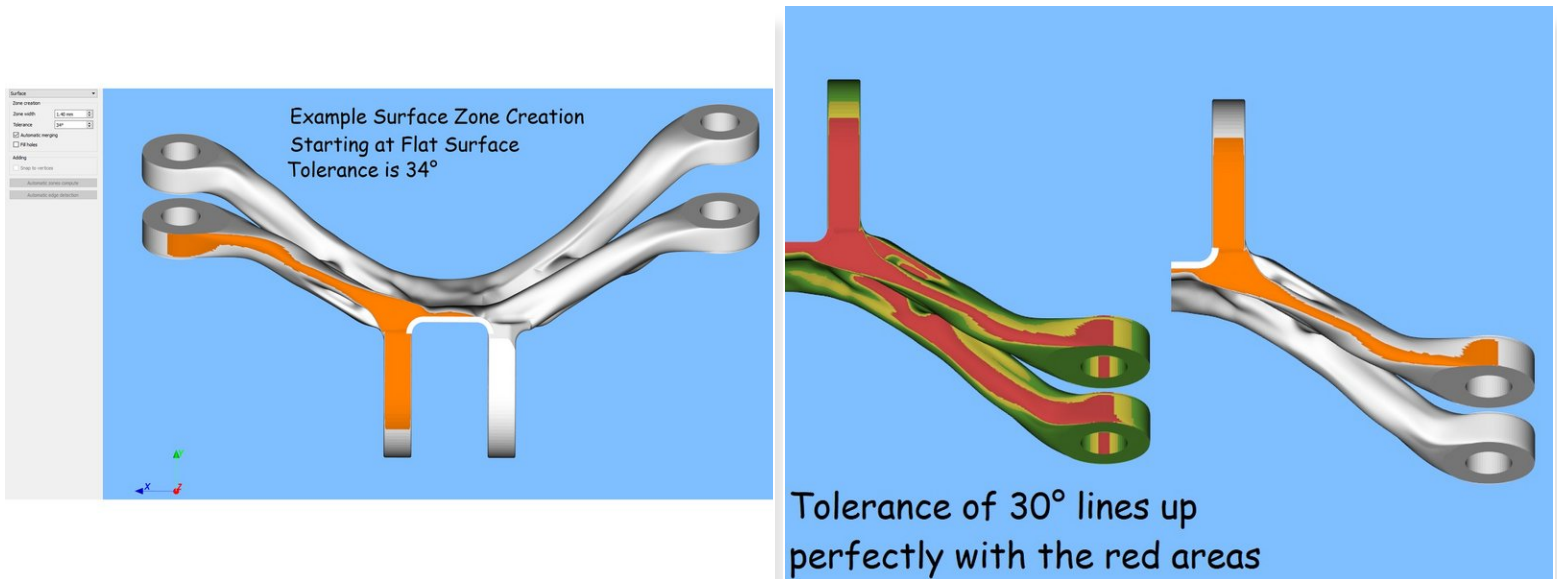 Surface
Zone creation
Zone width 1,40 mm
Tolerance 34°
Automatic merging
Fill holes
Adding
Snap to vertices
Automatic zones compute
Automatic edge detection
Example Surface Zone Creation
Starting at Flat Surface
Tolerance is 34°
X
Z
Tolerance of 30° lines up
perfectly with the red areas